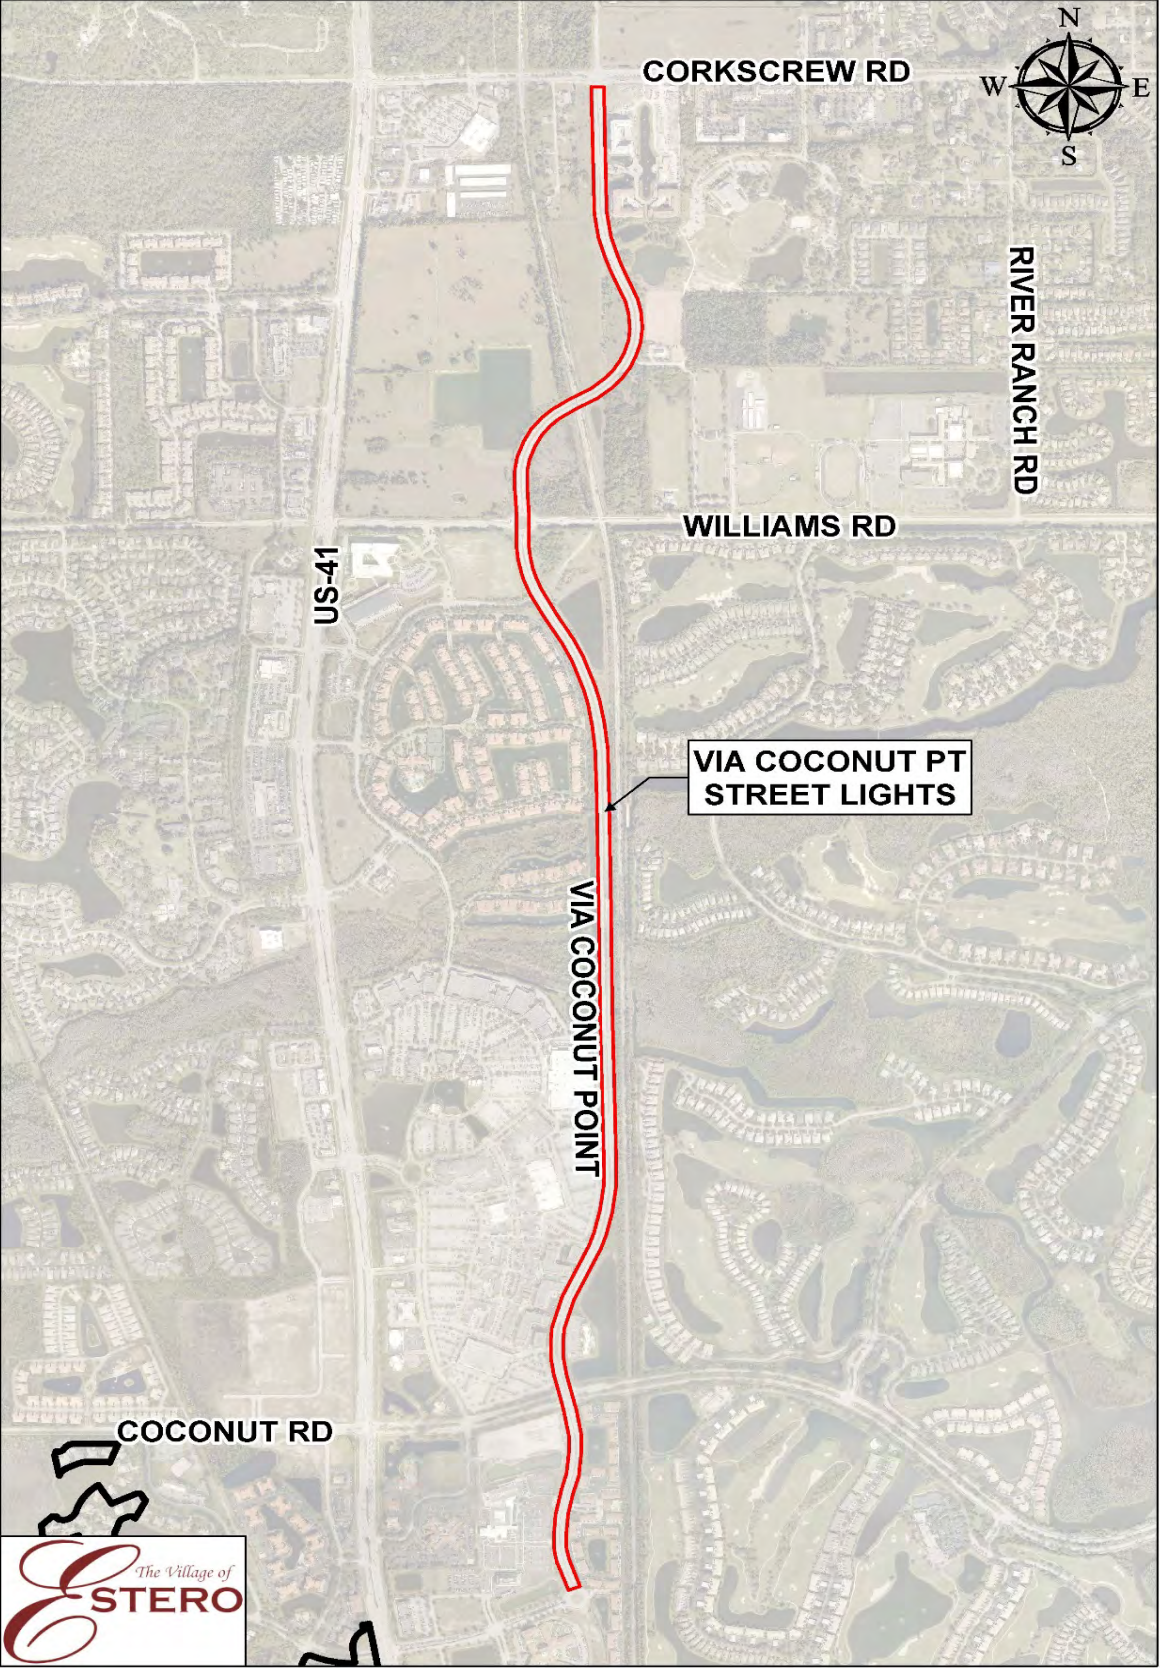 N
CORKSCREW RD
W
E
S
RIVER RANCH RD
WILLIAMS RD
US-41
VIA COCONUT PT
STREET LIGHTS
VIA COCONUT POINT
COCONUT RD
The Village of
ESTERO